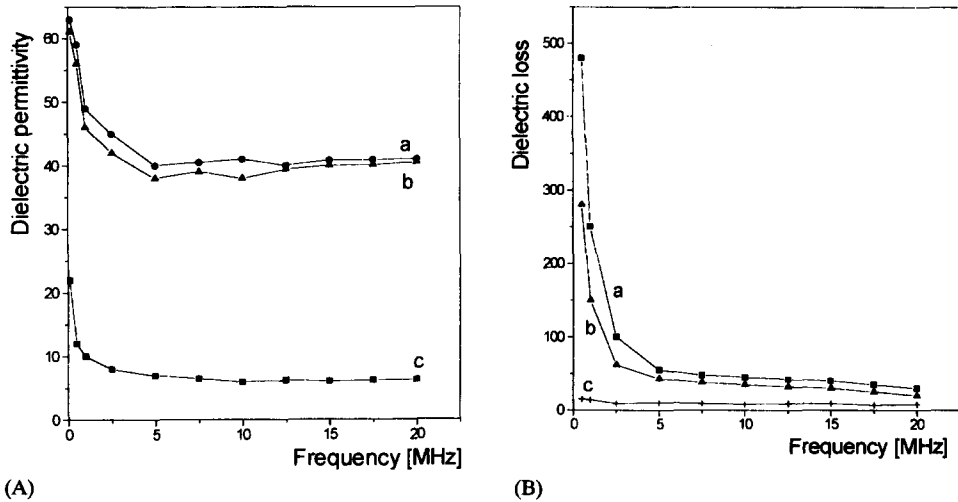 Dielectric permittivity
60
50
40
30
20
10
0
a
b
c
0
5
10
15
20
Frequency [MHz]
(A)
Dielectric loss
500
400
300
200
100
0
a
b
c
0
5
10
15
20
Frequency [MHz]
(B)